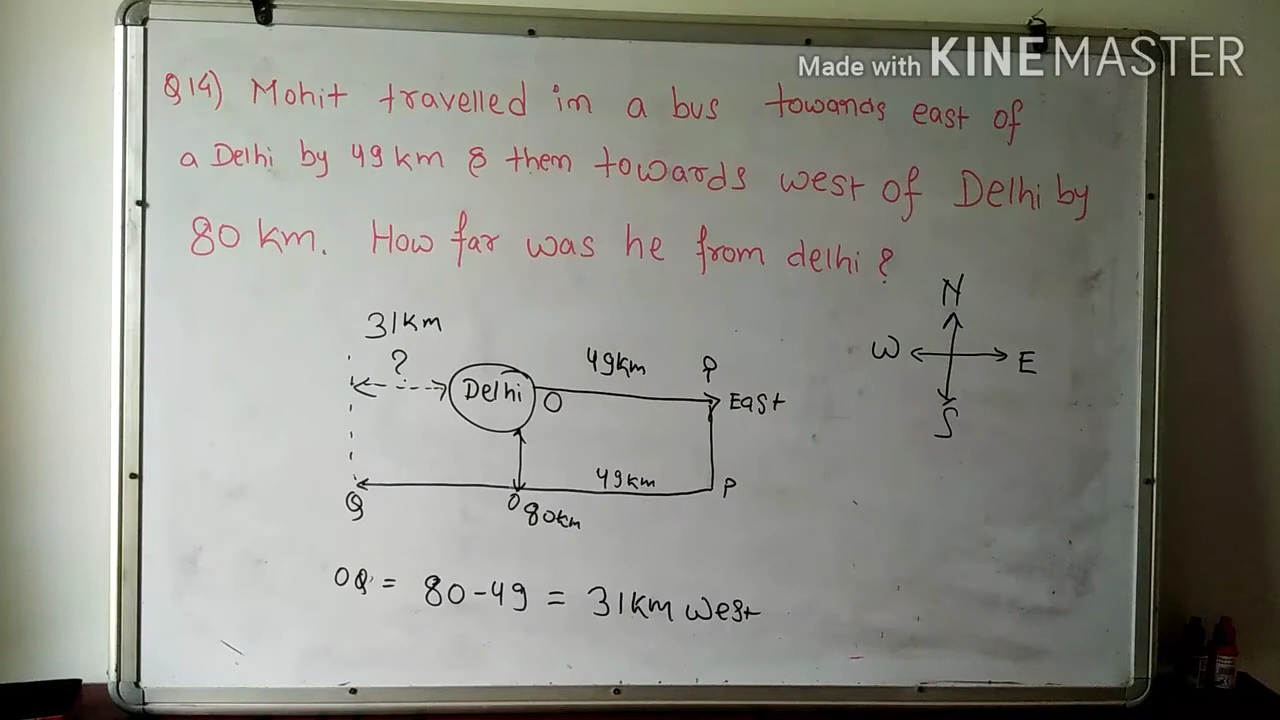 Made with KINEMASTER
Q14) Mohit travelled in a bus towards east of
a Delhi by 49 km & then towards west of Delhi by
80 km. How far was he from delhi ?
31km
?
Delhi
O
49km
P
East
N
W
E
S
Q
O
80km
49km
P
OQ = 80-49 = 31km West